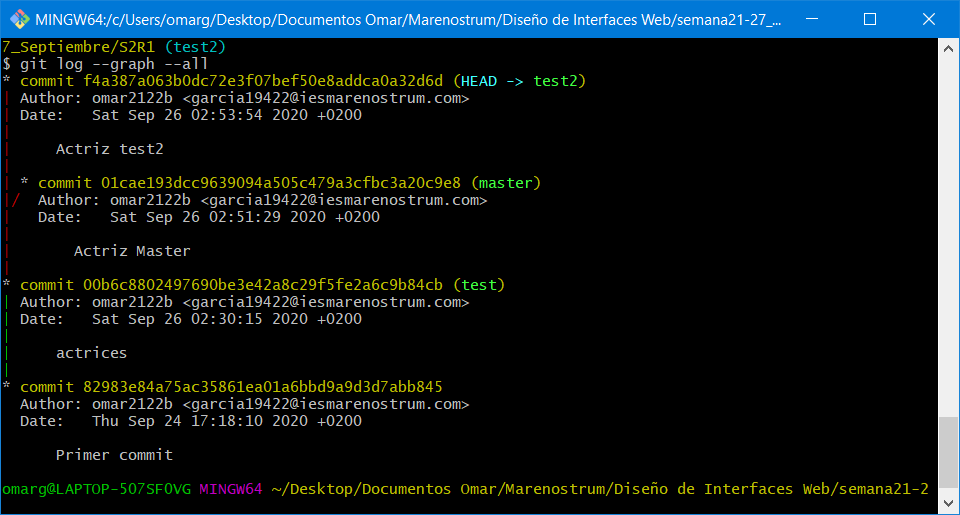 MINGW64:/c/Users/omarg/Desktop/Documentos Omar/Marenostrum/Diseño de Interfaces Web/semana21-27_...
7_Septiembre/S2R1 (test2)
$ git log --graph --all
* commit f4a387a063b0dc72e3f07bef50e8addca0a32d6d (HEAD -> test2)
| Author: omar2122b <garcia19422@iesmarenostrum.com>
| Date:   Sat Sep 26 02:53:54 2020 +0200
|
|     Actriz test2
|
| * commit 01cae193dcc9639094a505c479a3cfbc3a20c9e8 (master)
|/  Author: omar2122b <garcia19422@iesmarenostrum.com>
|   Date:   Sat Sep 26 02:51:29 2020 +0200
|
|       Actriz Master
|
* commit 00b6c8802497690be3e42a8c29f5fe2a6c9b84cb (test)
| Author: omar2122b <garcia19422@iesmarenostrum.com>
| Date:   Sat Sep 26 02:30:15 2020 +0200
|
|     actrices
|
* commit 82983e84a75ac35861ea01a6bbd9a9d3d7abb845
  Author: omar2122b <garcia19422@iesmarenostrum.com>
  Date:   Thu Sep 24 17:18:10 2020 +0200

      Primer commit

omarg@LAPTOP-507SF0VG MINGW64 ~/Desktop/Documentos Omar/Marenostrum/Diseño de Interfaces Web/semana21-2